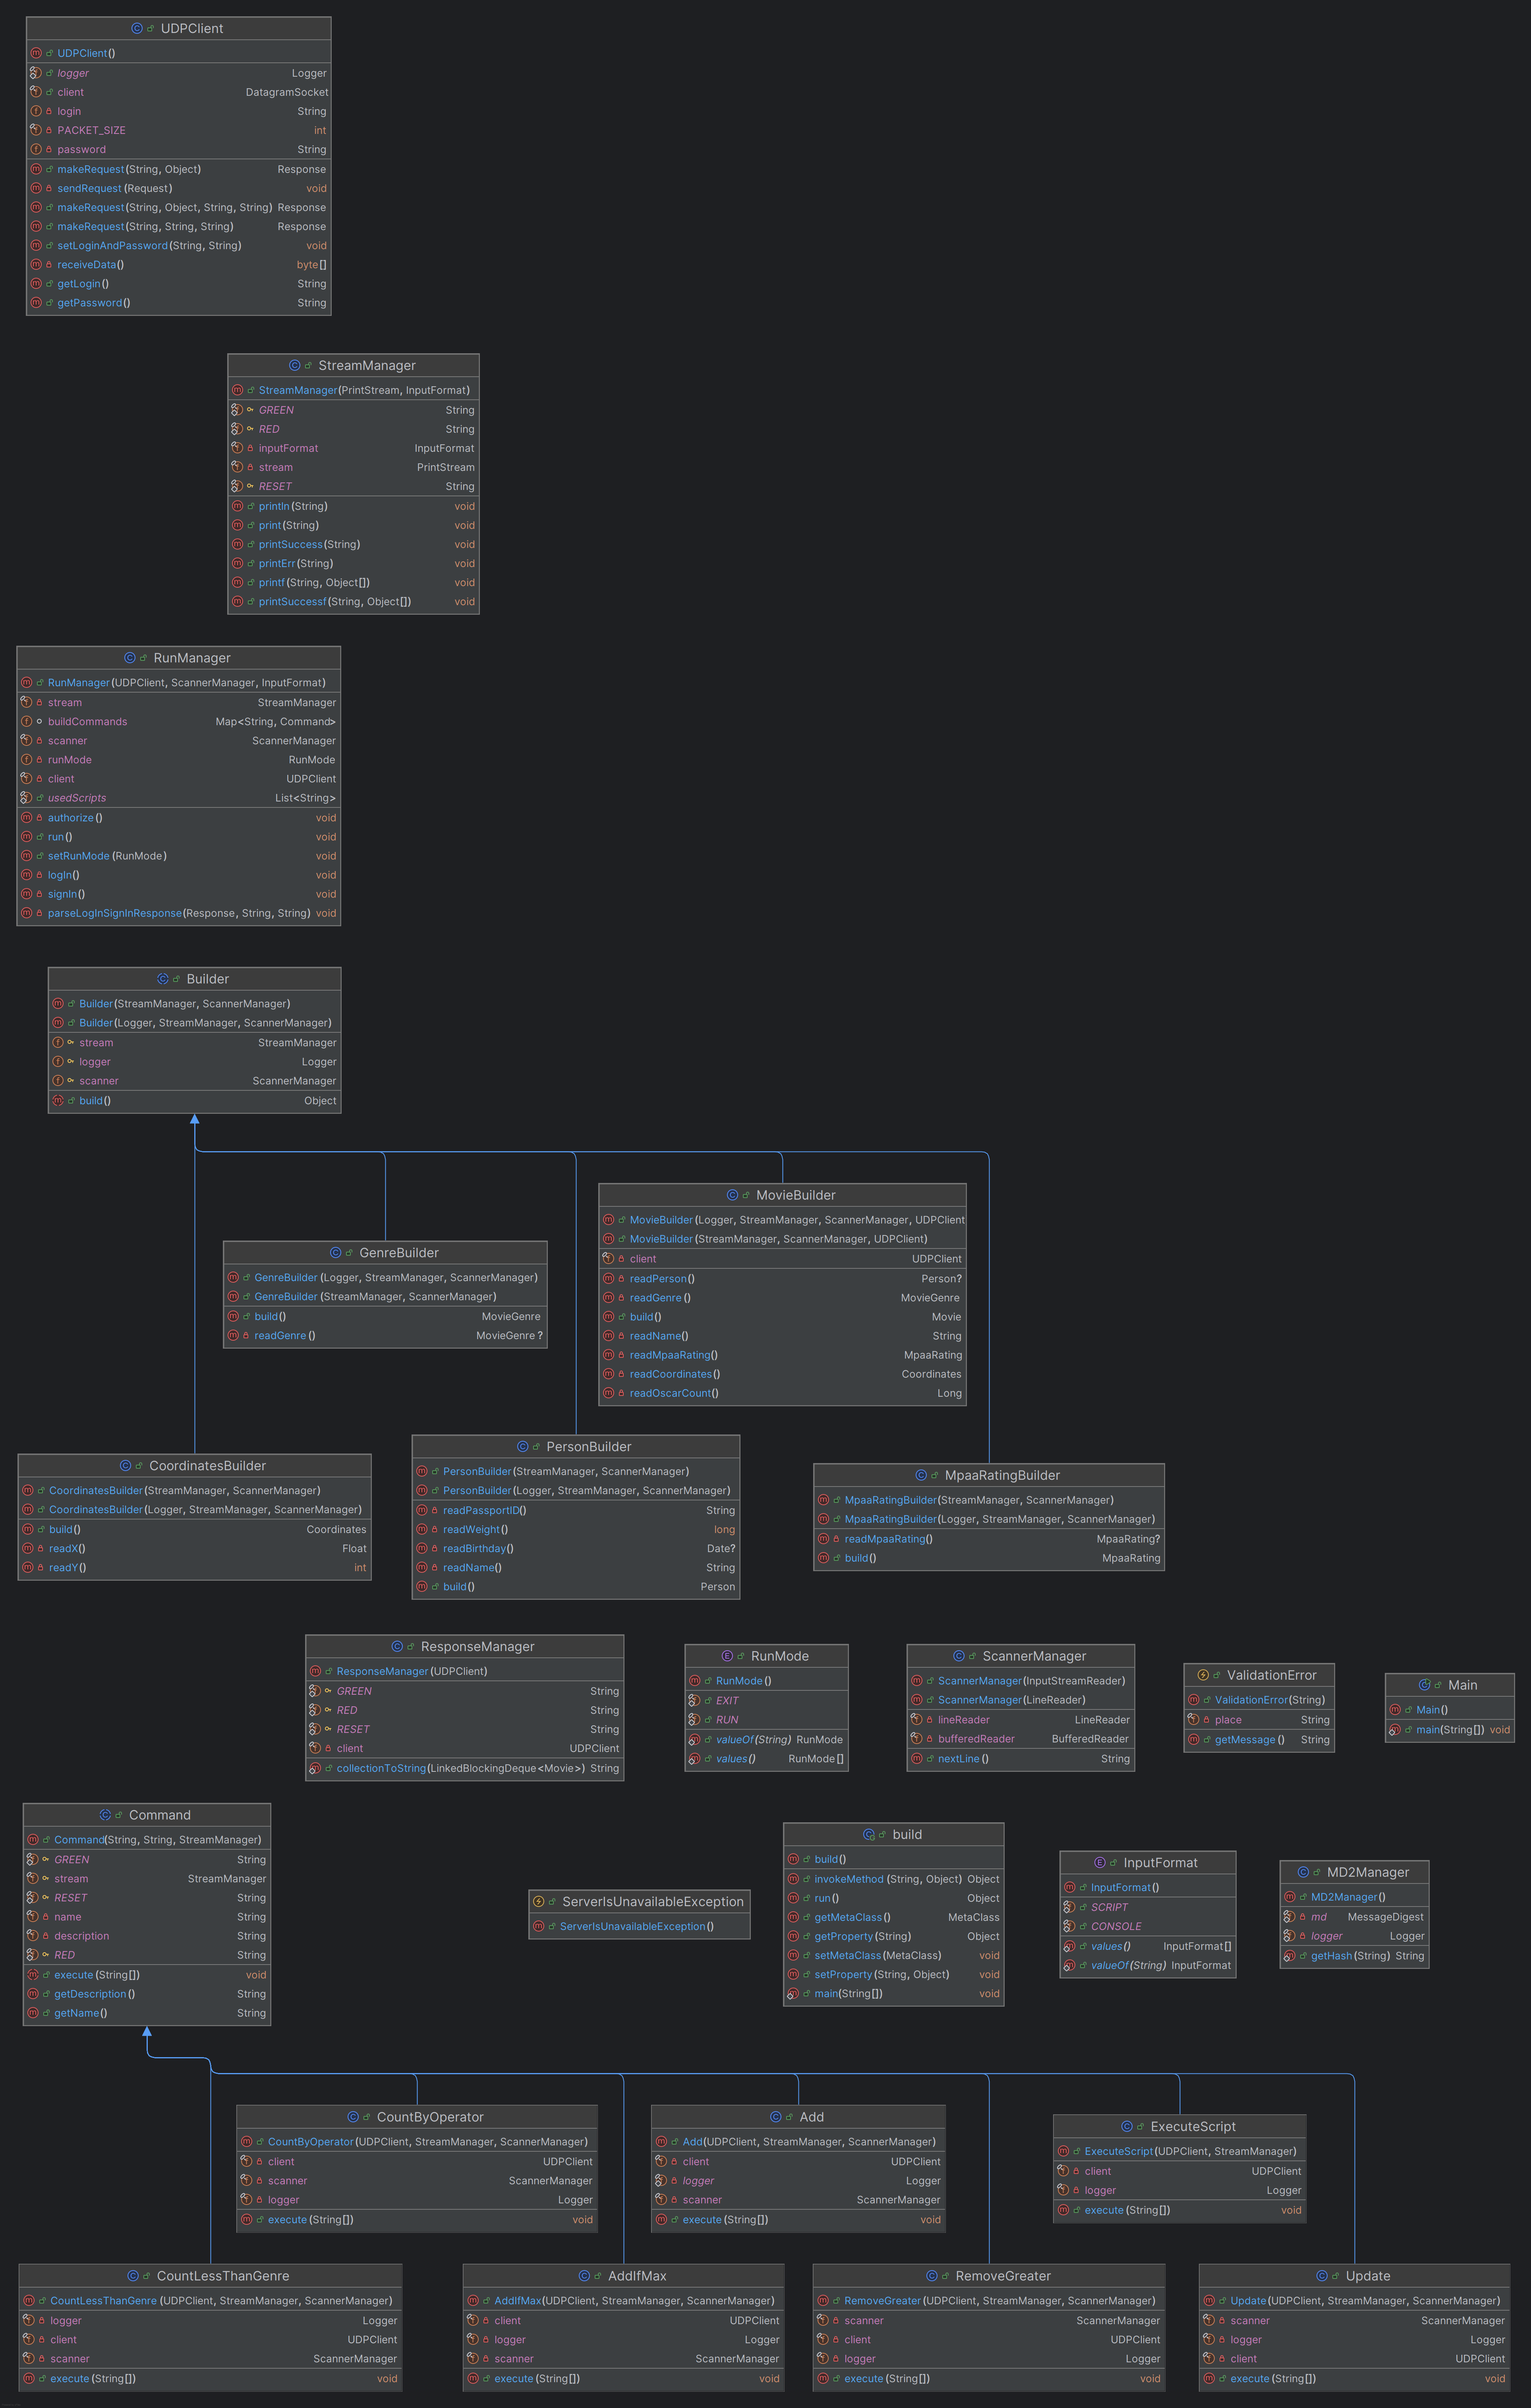 UDPClient
UDPClient()
logger Logger
client DatagramSocket
login String
PACKET_SIZE int
password String
makeRequest(String, Object) Response
sendRequest(Request) void
makeRequest(String, Object, String, String) Response
makeRequest(String, String, String) Response
setLoginAndPassword(String, String) void
receiveData() byte[]
getLogin() String
getPassword() String
StreamManager
StreamManager(PrintStream, InputFormat)
GREEN String
RED String
inputFormat InputFormat
stream PrintStream
RESET String
println(String) void
print(String) void
printSuccess(String) void
printErr(String) void
printf(String, Object[]) void
printSuccessf(String, Object[]) void
RunManager
RunManager(UDPClient, ScannerManager, InputFormat)
stream StreamManager
buildCommands Map<String, Command>
scanner ScannerManager
runMode RunMode
client UDPClient
usedScripts List<String>
authorize() void
run() void
setRunMode(RunMode) void
logIn() void
signIn() void
parseLogInSignInResponse(Response, String, String) void
Builder
Builder(StreamManager, ScannerManager)
Builder(Logger, StreamManager, ScannerManager)
stream StreamManager
logger Logger
scanner ScannerManager
build() Object
MovieBuilder
MovieBuilder(Logger, StreamManager, ScannerManager, UDPClient
MovieBuilder(StreamManager, ScannerManager, UDPClient)
client UDPClient
readPerson() Person?
readGenre() MovieGenre
build() Movie
readName() String
readMpaaRating() MpaaRating
readCoordinates() Coordinates
readOscarCount() Long
GenreBuilder
GenreBuilder(Logger, StreamManager, ScannerManager)
GenreBuilder(StreamManager, ScannerManager)
build() MovieGenre
readGenre() MovieGenre?
CoordinatesBuilder
CoordinatesBuilder(StreamManager, ScannerManager)
CoordinatesBuilder(Logger, StreamManager, ScannerManager)
build() Coordinates
readX() Float
readY() int
PersonBuilder
PersonBuilder(StreamManager, ScannerManager)
PersonBuilder(Logger, StreamManager, ScannerManager)
readPassportID() String
readWeight() long
readBirthday() Date?
readName() String
build() Person
MpaaRatingBuilder
MpaaRatingBuilder(StreamManager, ScannerManager)
MpaaRatingBuilder(Logger, StreamManager, ScannerManager)
readMpaaRating() MpaaRating?
build() MpaaRating
ResponseManager
ResponseManager(UDPClient)
GREEN String
RED String
RESET String
client UDPClient
collectionToString(LinkedBlockingDeque<Movie>) String
RunMode
RunMode()
EXIT
RUN
valueOf(String) RunMode
values() RunMode[]
ScannerManager
ScannerManager(InputStreamReader)
ScannerManager(LineReader)
lineReader LineReader
bufferedReader BufferedReader
nextLine() String
ValidationError
ValidationError(String)
place String
getMessage() String
Main
Main()
main(String[]) void
Command
Command(String, String, StreamManager)
GREEN String
stream StreamManager
RESET String
name String
description String
RED String
execute(String[]) void
getDescription() String
getName() String
ServerIsUnavailableException
ServerIsUnavailableException()
build
build()
invokeMethod(String, Object) Object
run() Object
getMetaClass() MetaClass
getProperty(String) Object
setMetaClass(MetaClass) void
setProperty(String, Object) void
main(String[]) void
InputFormat
InputFormat()
SCRIPT
CONSOLE
values() InputFormat[]
valueOf(String) InputFormat
MD2Manager
MD2Manager()
md MessageDigest
logger Logger
getHash(String) String
CountByOperator
CountByOperator(UDPClient, StreamManager, ScannerManager)
client UDPClient
scanner ScannerManager
logger Logger
execute(String[]) void
Add
Add(UDPClient, StreamManager, ScannerManager)
client UDPClient
logger Logger
scanner ScannerManager
execute(String[]) void
ExecuteScript
ExecuteScript(UDPClient, StreamManager)
client UDPClient
logger Logger
execute(String[]) void
CountLessThanGenre
CountLessThanGenre(UDPClient, StreamManager, ScannerManager)
logger Logger
client UDPClient
scanner ScannerManager
execute(String[]) void
AddIfMax
AddIfMax(UDPClient, StreamManager, ScannerManager)
client UDPClient
logger Logger
scanner ScannerManager
execute(String[]) void
RemoveGreater
RemoveGreater(UDPClient, StreamManager, ScannerManager)
scanner ScannerManager
client UDPClient
logger Logger
execute(String[]) void
Update
Update(UDPClient, StreamManager, ScannerManager)
scanner ScannerManager
logger Logger
client UDPClient
execute(String[]) void